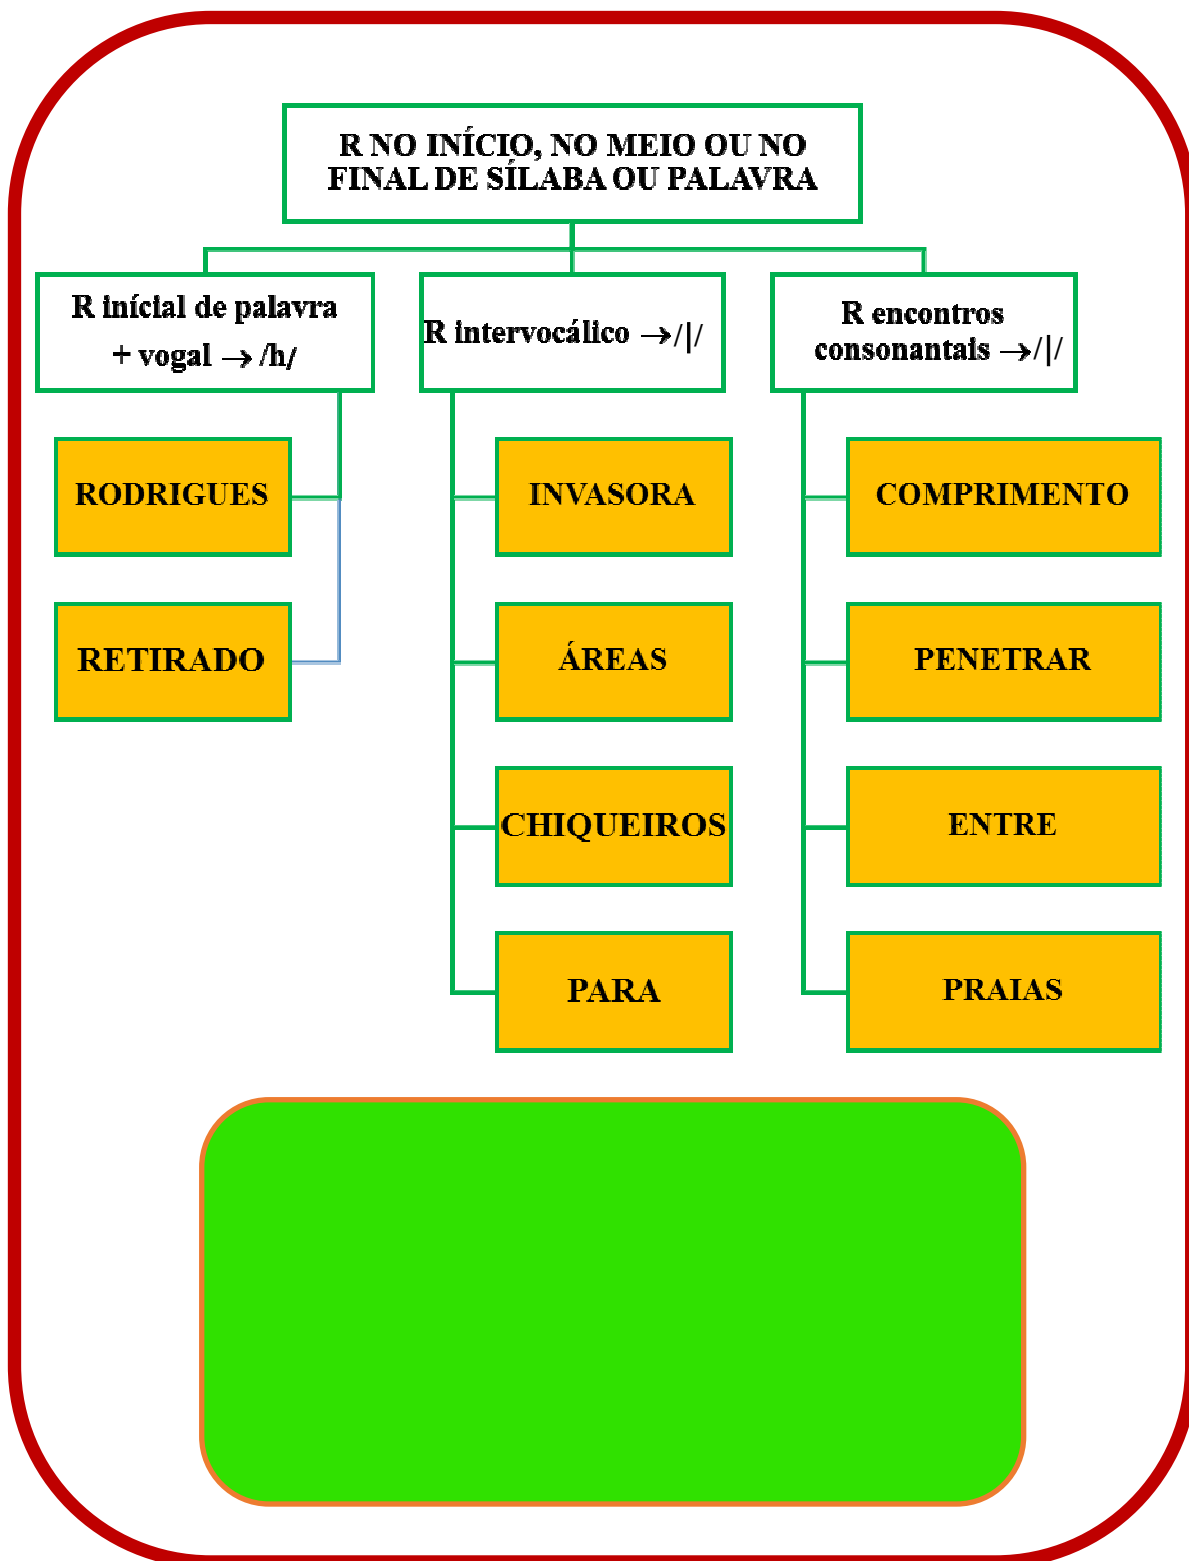 R NO INÍCIO, NO MEIO OU NO
FINAL DE SÍLABA OU PALAVRA
R inícial de palavra
+ vogal → /h/
R intervocálico →/ſ/
R encontros
consonantais →/ſ/
RODRIGUES
RETIRADO
INVASORA
ÁREAS
CHIQUEIROS
PARA
COMPRIMENTO
PENETRAR
ENTRE
PRAIAS